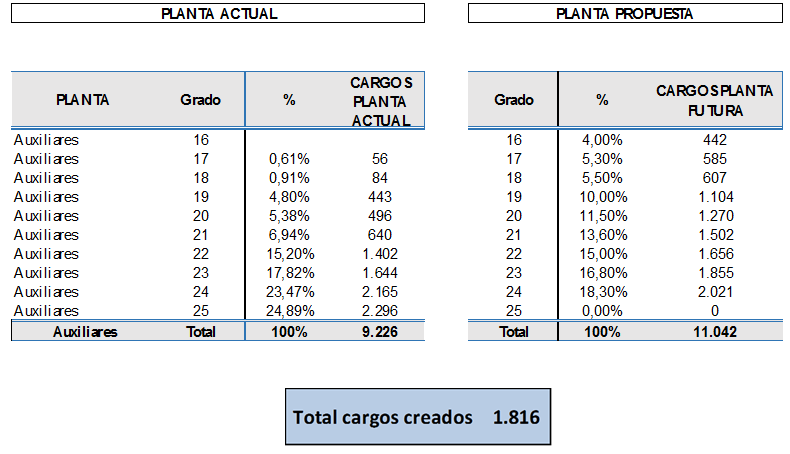 PLANTA ACTUAL
PLANTA Grado % CARGOS PLANTA ACTUAL
Auxiliares 16
Auxiliares 17 0,61% 56
Auxiliares 18 0,91% 84
Auxiliares 19 4,80% 443
Auxiliares 20 5,38% 496
Auxiliares 21 6,94% 640
Auxiliares 22 15,20% 1.402
Auxiliares 23 17,82% 1.644
Auxiliares 24 23,47% 2.165
Auxiliares 25 24,89% 2.296
Auxiliares Total 100% 9.226
PLANTA PROPUESTA
Grado % CARGOS PLANTA FUTURA
16 4,00% 442
17 5,30% 585
18 5,50% 607
19 10,00% 1.104
20 11,50% 1.270
21 13,60% 1.502
22 15,00% 1.656
23 16,80% 1.855
24 18,30% 2.021
25 0,00% 0
Total 100% 11.042
Total cargos creados 1.816